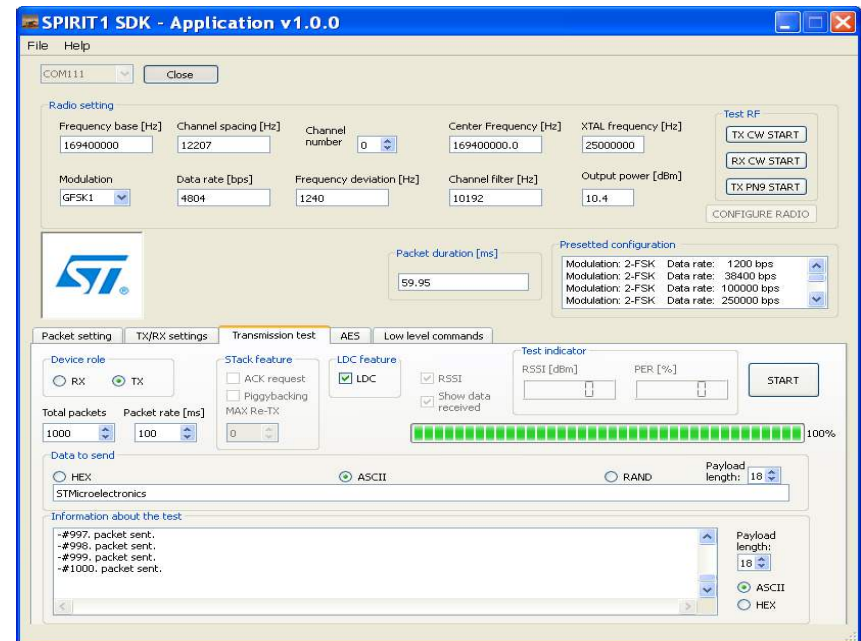 SPIRIT1 SDK - Application v1.0.0
File Help
COM111 Close
Radio setting
Frequency base [Hz] Channel spacing [Hz] Channel number 0 Center Frequency [Hz] XTAL frequency [Hz]
169400000 12207 169400000.0 25000000
Test RF
TX CW START
RX CW START
TX PN9 START
Modulation Data rate [bps] Frequency deviation [Hz] Channel filter [Hz] Output power [dBm]
GFSK1 4804 1240 10192 10.4
CONFIGURE RADIO
ST
Packet duration [ms]
59.95
Presetted configuration
Modulation: 2-FSK Data rate: 1200 bps
Modulation: 2-FSK Data rate: 38400 bps
Modulation: 2-FSK Data rate: 100000 bps
Modulation: 2-FSK Data rate: 250000 bps
Packet setting TX/RX settings Transmission test AES Low level commands
Device role
RX TX
STack feature
ACK request
Piggybacking
MAX Re-TX
0
LDC feature
LDC
RSSI
Show data
received
Test indicator
RSSI [dBm] PER [%]
0 0
START
Total packets Packet rate [ms]
1000 100
100%
Data to send
HEX ASCII RAND
Payload
length: 18
STMicroelectronics
Information about the test
-#997. packet sent.
-#998. packet sent.
-#999. packet sent.
-#1000. packet sent.
Payload
length:
18
ASCII
HEX